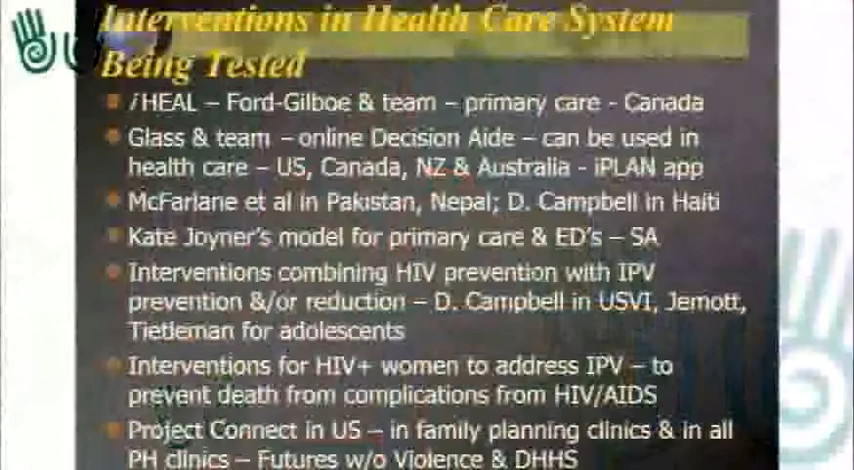 Interventions in Health Care System
Being Tested
iHEAL – Ford-Gilboe & team – primary care - Canada
Glass & team – online Decision Aide – can be used in
health care – US, Canada, NZ & Australia - iPLAN app
McFarlane et al in Pakistan, Nepal; D. Campbell in Haiti
Kate Joyner's model for primary care & ED's – SA
Interventions combining HIV prevention with IPV
prevention &/or reduction – D. Campbell in USVI, Jemott,
Tietleman for adolescents
Interventions for HIV+ women to address IPV – to
prevent death from complications from HIV/AIDS
Project Connect in US – in family planning clinics & in all
PH clinics – Futures w/o Violence & DHHS